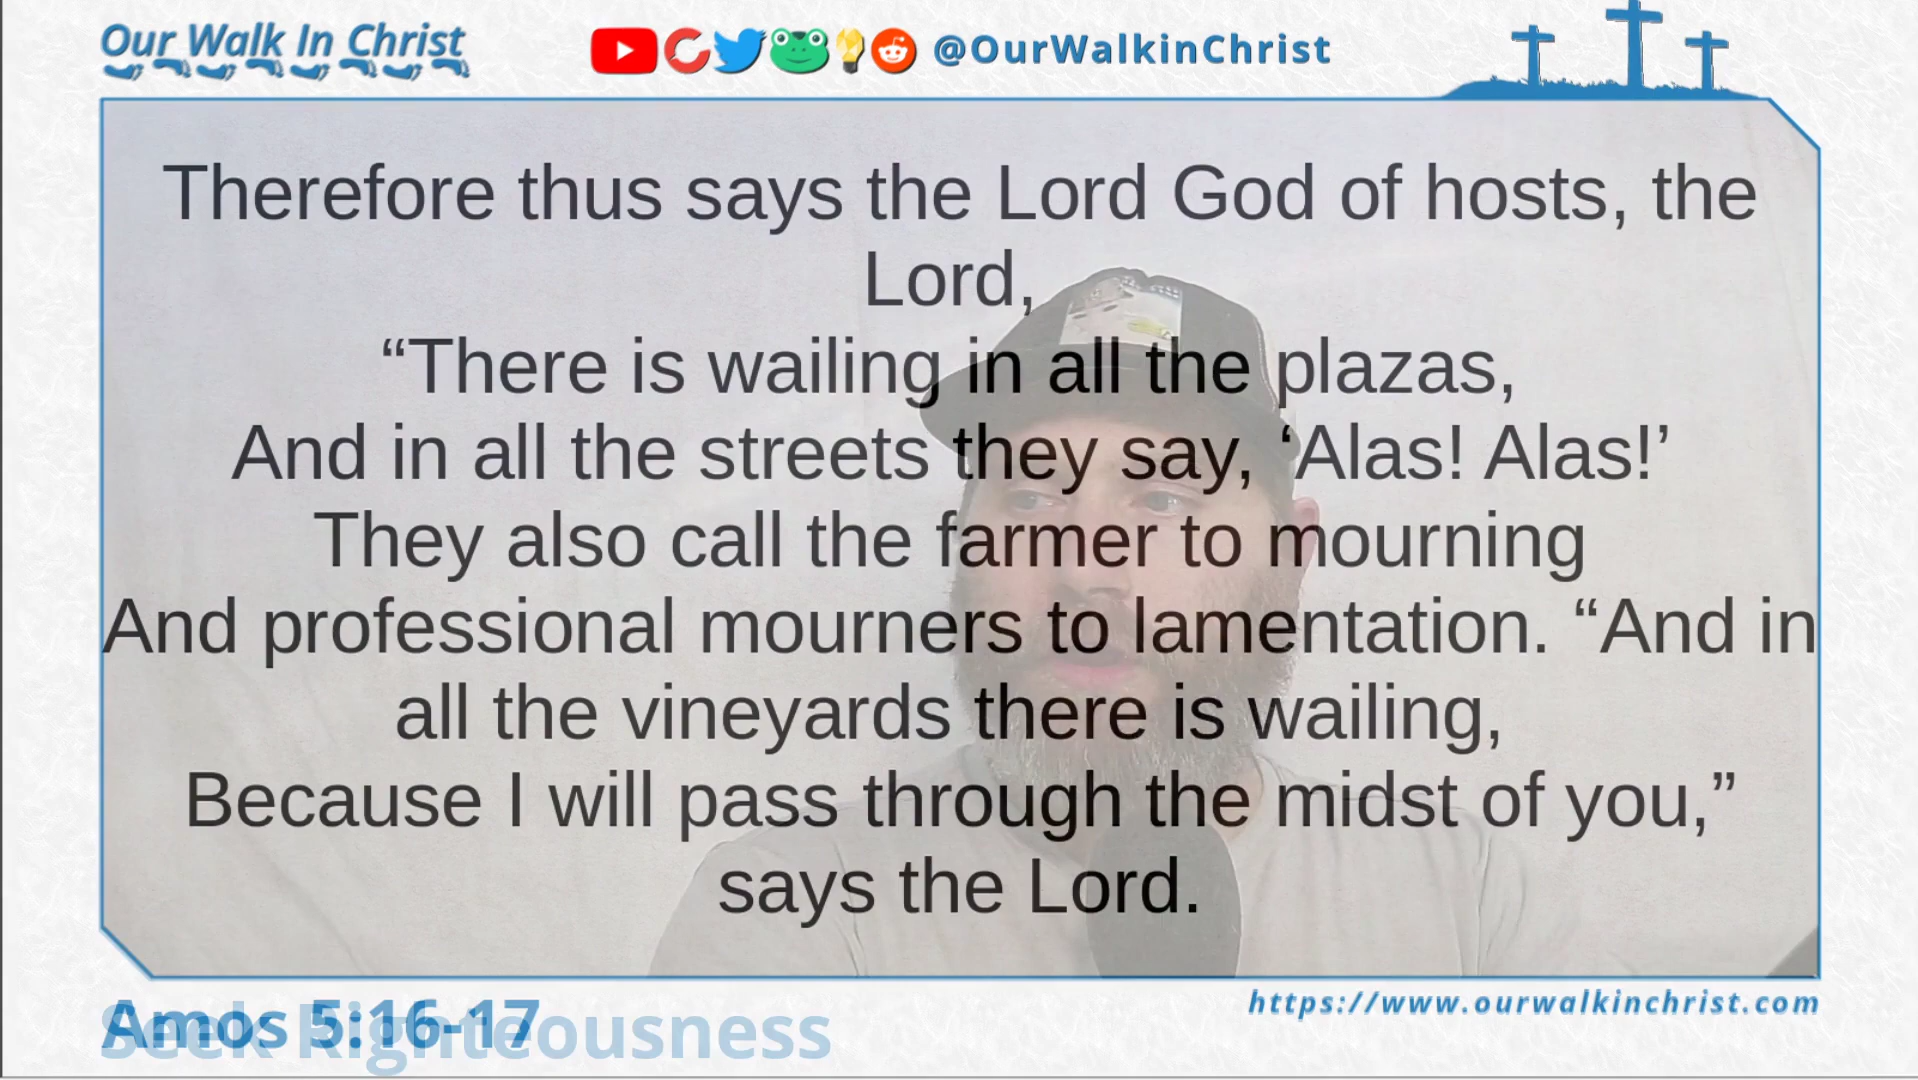 Our Walk In Christ
@OurWalkinChrist
Therefore thus says the Lord God of hosts, the
Lord,
“There is wailing in all the plazas,
And in all the streets they say, ‘Alas! Alas!’
They also call the farmer to mourning
And professional mourners to lamentation. “And in
all the vineyards there is wailing,
Because I will pass through the midst of you,”
says the Lord.
Amos 5:16-17
Seek Righteousness
https://www.ourwalkinchrist.com